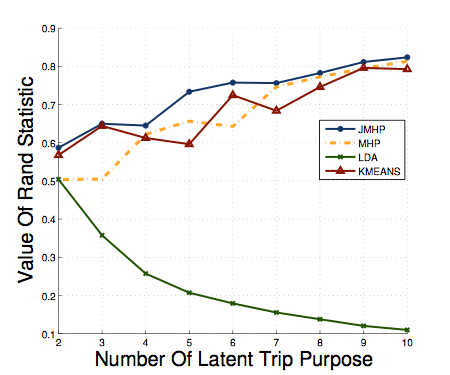 0.9
0.8
0.7
0.6
0.5
0.4
0.3
0.2
0.1
Value Of Rand Statistic
JMHP
MHP
LDA
KMEANS
2 3 4 5 6 7 8 9 10
Number Of Latent Trip Purpose